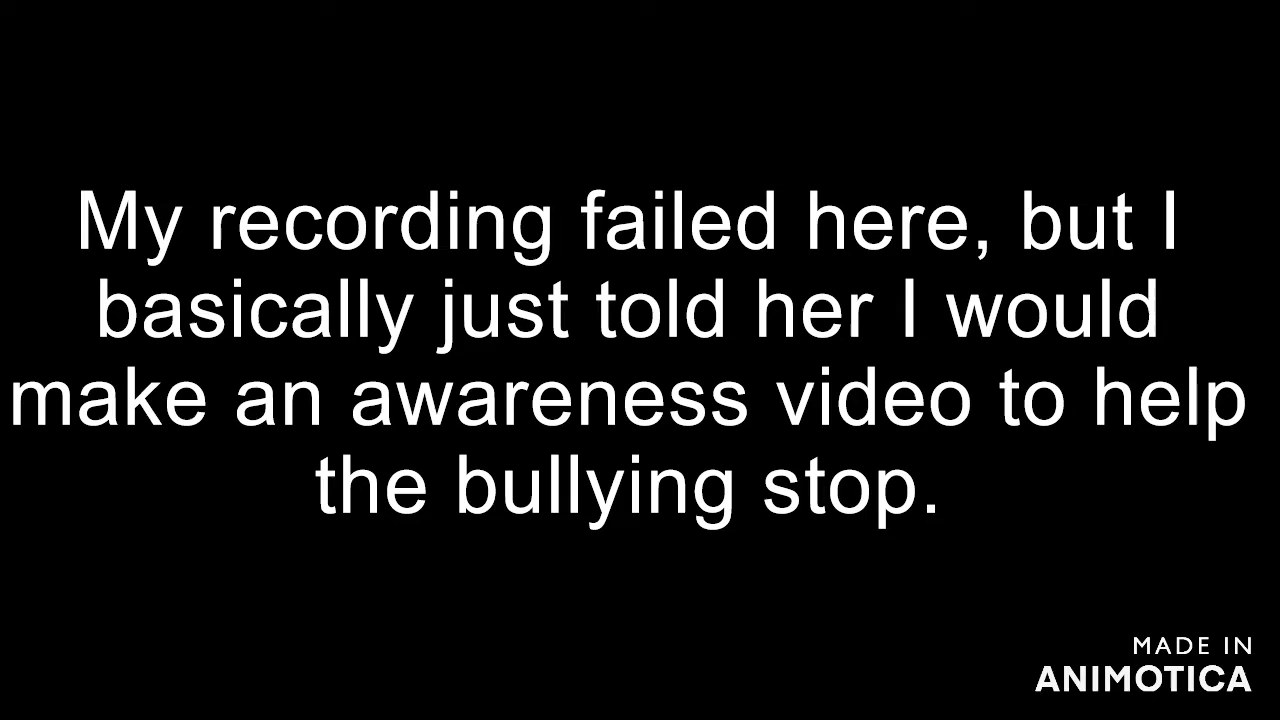 My recording failed here, but I
basically just told her I would
make an awareness video to help
the bullying stop.
MADE IN
ANIMOTICA